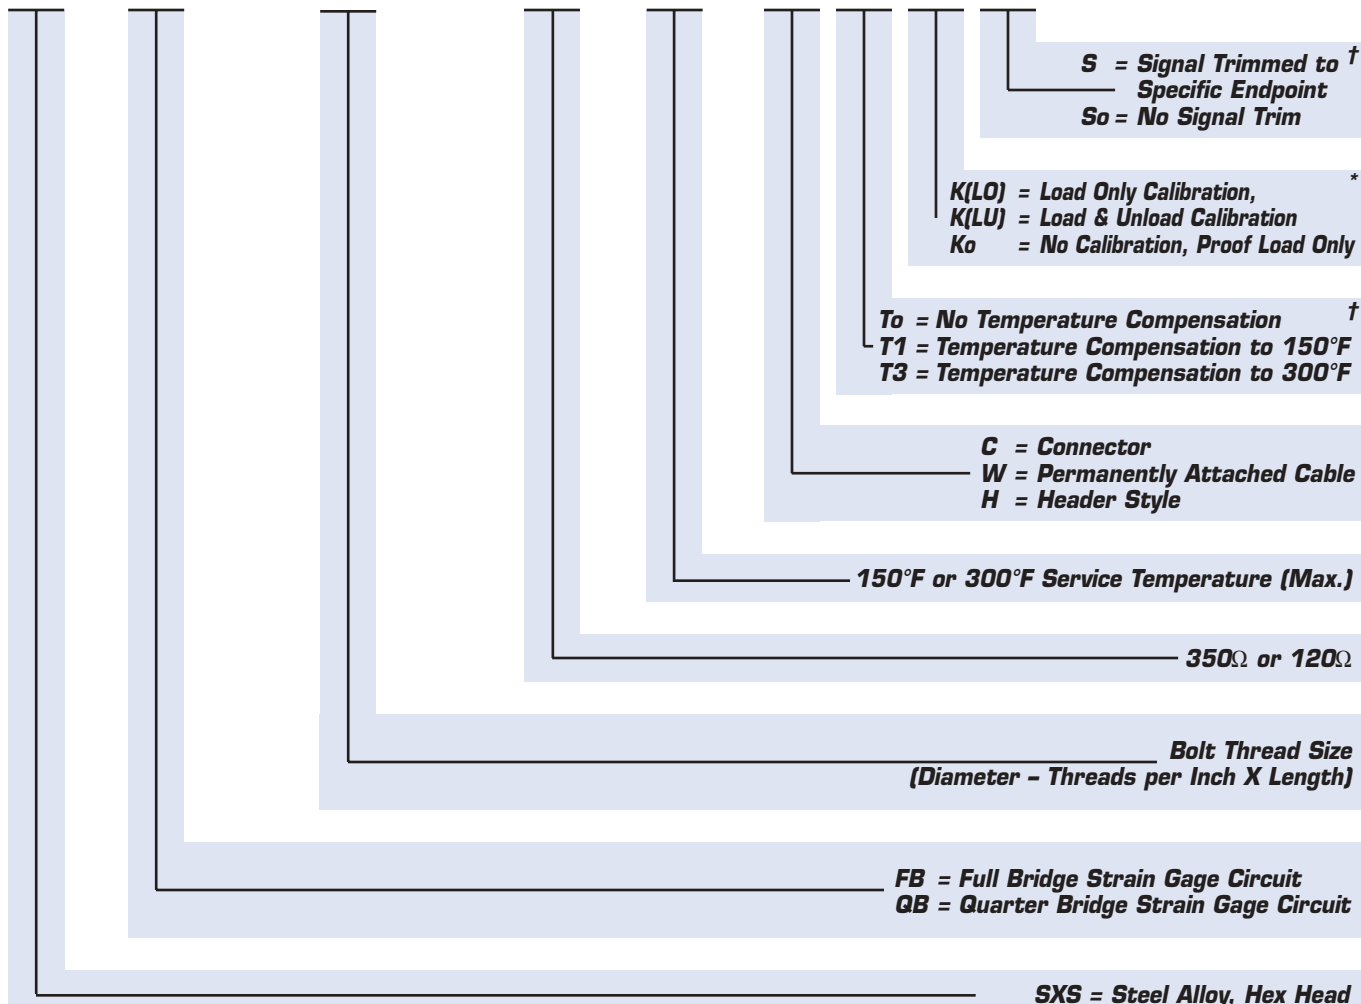 S = Signal Trimmed to †
Specific Endpoint
So = No Signal Trim
K(LO) = Load Only Calibration, *
K(LU) = Load & Unload Calibration
Ko = No Calibration, Proof Load Only
To = No Temperature Compensation †
T1 = Temperature Compensation to 150°F
T3 = Temperature Compensation to 300°F
C = Connector
W = Permanently Attached Cable
H = Header Style
150°F or 300°F Service Temperature (Max.)
350Ω or 120Ω
Bolt Thread Size
(Diameter – Threads per Inch X Length)
FB = Full Bridge Strain Gage Circuit
QB = Quarter Bridge Strain Gage Circuit
SXS = Steel Alloy, Hex Head